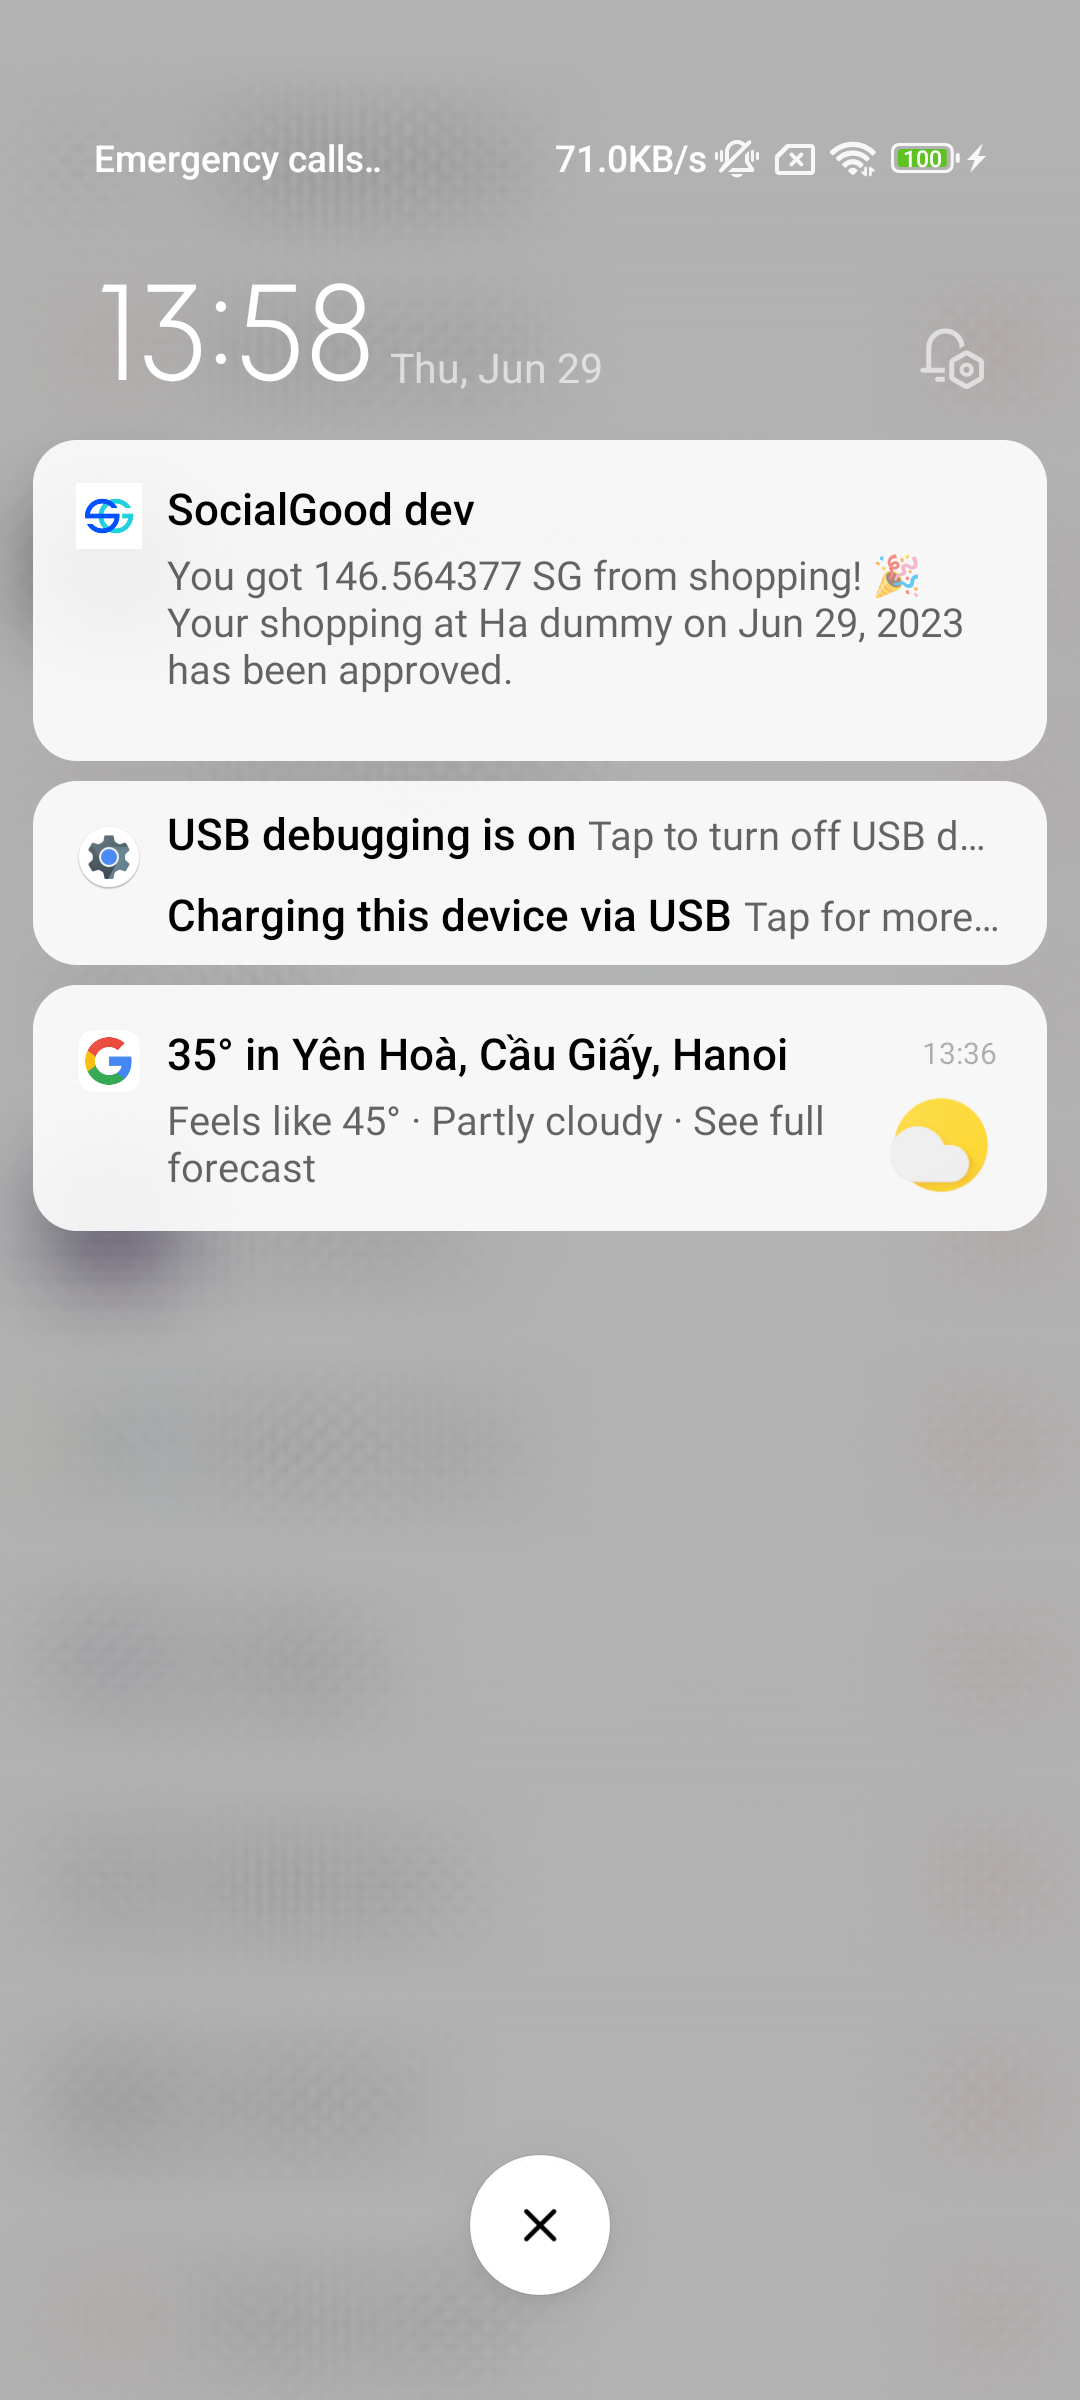 Emergency calls.. 71.0KB/s 100
13:58 Thu, Jun 29
SocialGood dev
You got 146.564377 SG from shopping! 🎉
Your shopping at Ha dummy on Jun 29, 2023
has been approved.
USB debugging is on Tap to turn off USB d...
Charging this device via USB Tap for more...
35° in Yên Hoà, Cầu Giấy, Hanoi 13:36
Feels like 45° · Partly cloudy · See full
forecast